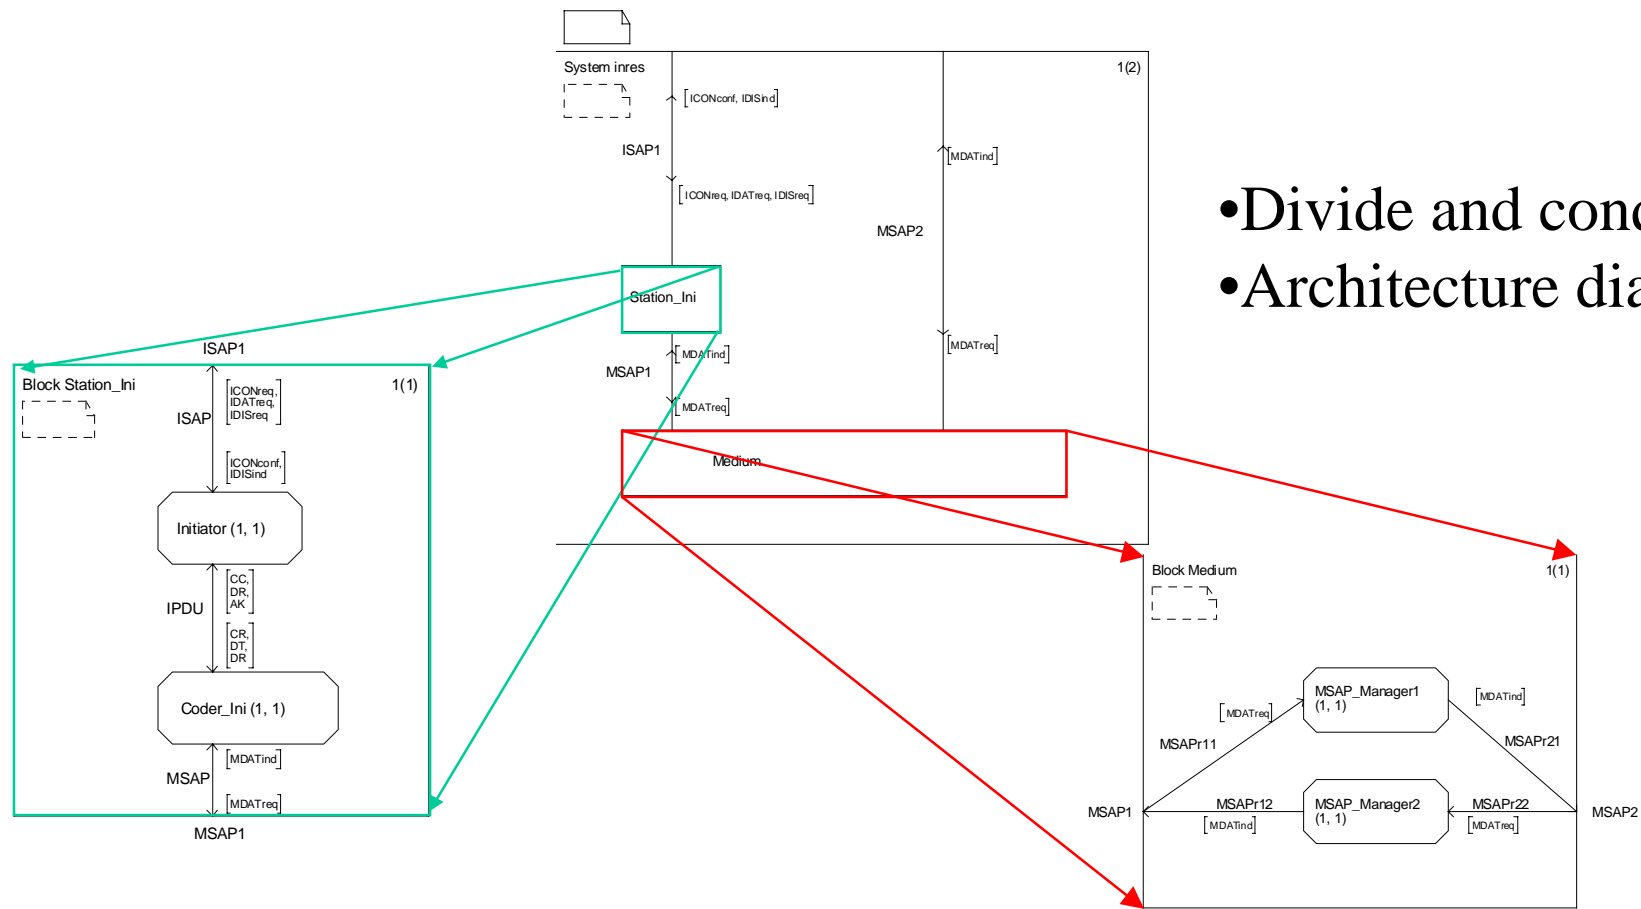 System inres
1(2)
[ICONconf, IDISind]
ISAP1
[MDATind]
[ICONreq, IDATreq, IDISreq]
MSAP2
•Divide and
•Architecture
Station_Ini
[MDATreq]
[MDATind]
MSAP1
[MDATreq]
Medium
ISAP1
Block Station_Ini
1(1)
[ICONreq,
IDATreq,
IDISreq]
ISAP
[ICONconf,
IDISind]
Initiator (1, 1)
[CC,
DR,
AK]
IPDU
[CR,
DT,
DR]
Coder_Ini (1, 1)
[MDATind]
MSAP
[MDATreq]
MSAP1
Block Medium
1(1)
MSAP_Manager1
(1, 1)
[MDATind]
[MDATreq]
MSAPr11
MSAPr21
MSAP1
MSAPr12
[MDATind]
MSAP_Manager2
(1, 1)
MSAPr22
[MDATreq]
MSAP2